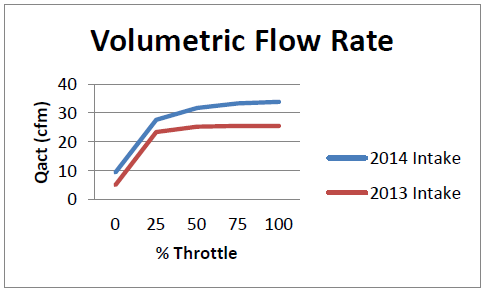 Volumetric Flow Rate
40
30
20
10
0
Qact (cfm)
0 25 50 75 100
% Throttle
2014 Intake
2013 Intake